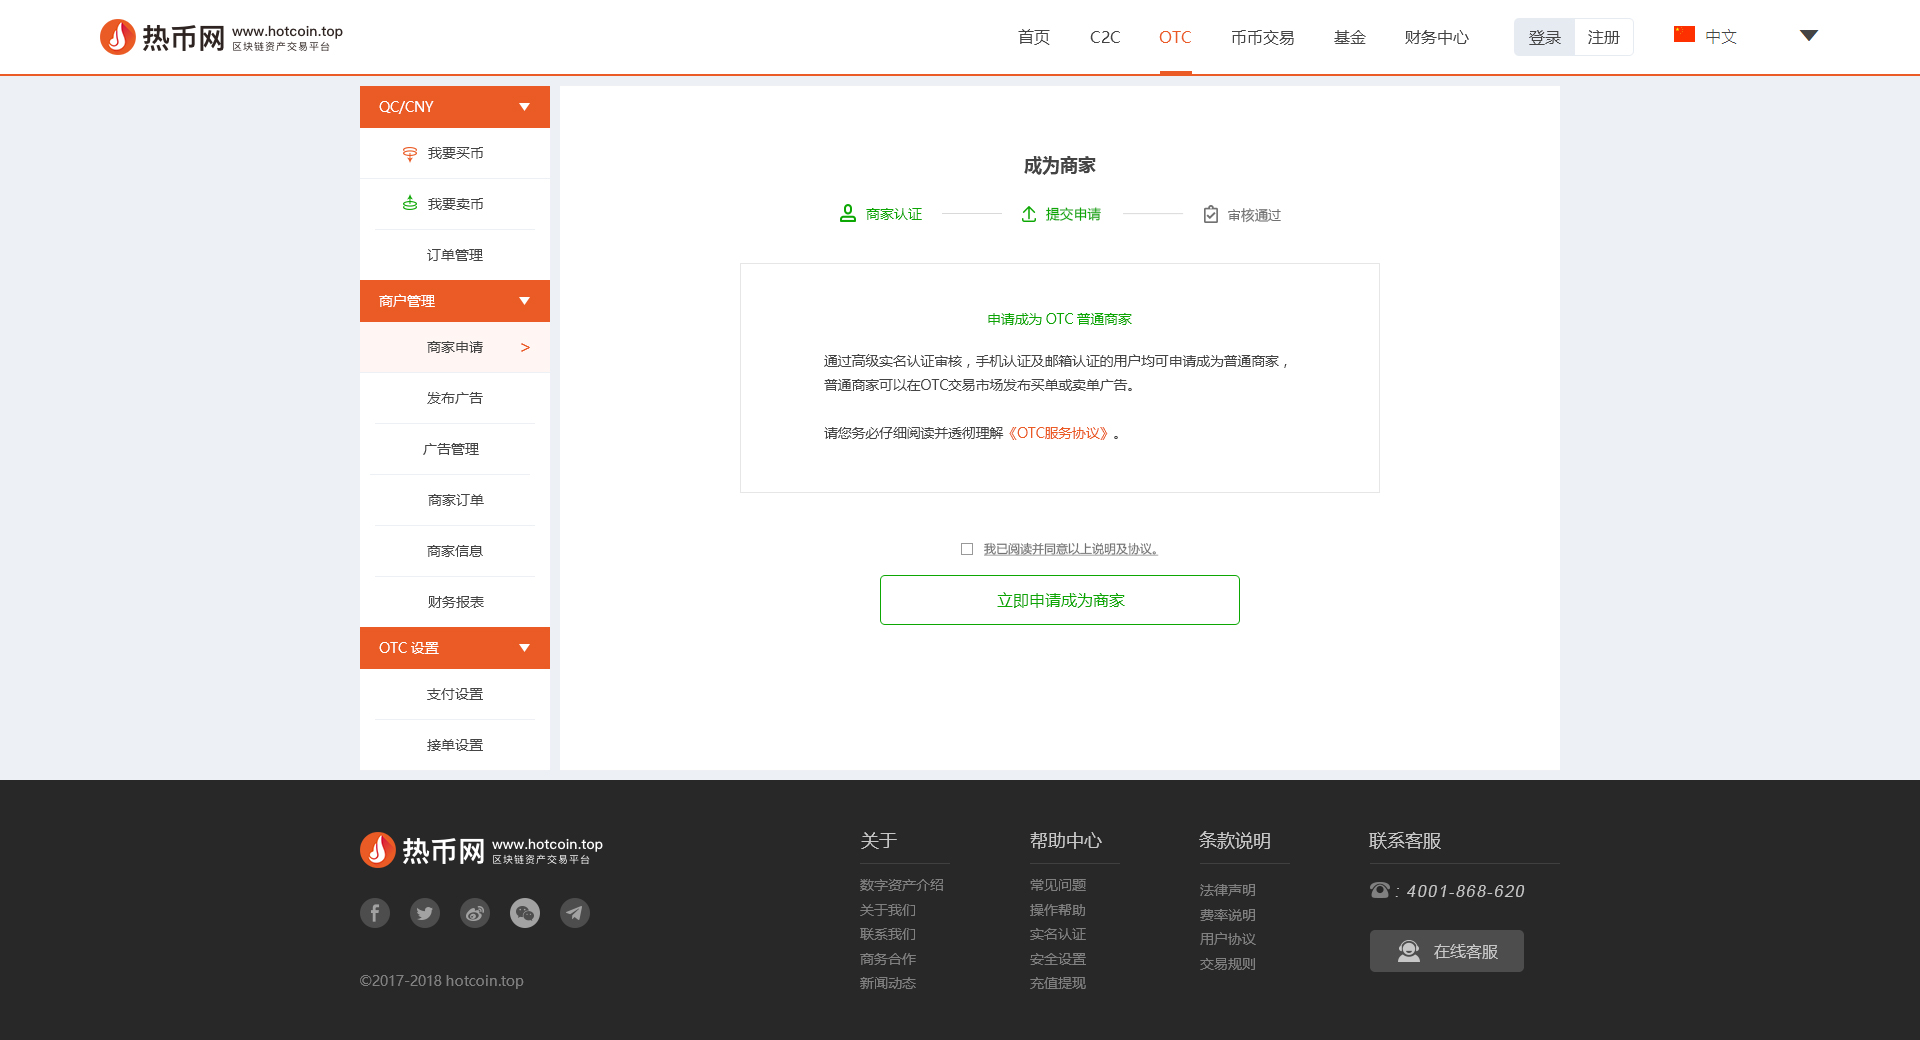 热币网 www.hotcoin.top
区块链资产交易平台
首页 C2C OTC 币币交易 基金 财务中心 登录 注册 中文
QC/CNY
我要买币
我要卖币
订单管理
商户管理
商家申请 >
发布广告
广告管理
商家订单
商家信息
财务报表
OTC 设置
支付设置
接单设置
成为商家
商家认证 提交申请 审核通过
申请成为 OTC 普通商家
通过高级实名认证审核，手机认证及邮箱认证的用户均可申请成为普通商家，
普通商家可以在OTC交易市场发布买单或卖单广告。
请您务必仔细阅读并透彻理解《OTC服务协议》。
我已阅读并同意以上说明及协议。
立即申请成为商家
热币网 www.hotcoin.top
区块链资产交易平台
©2017-2018 hotcoin.top
关于
数字资产介绍
关于我们
联系我们
商务合作
新闻动态
帮助中心
常见问题
操作帮助
实名认证
安全设置
充值提现
条款说明
法律声明
费率说明
用户协议
交易规则
联系客服
: 4001-868-620
在线客服